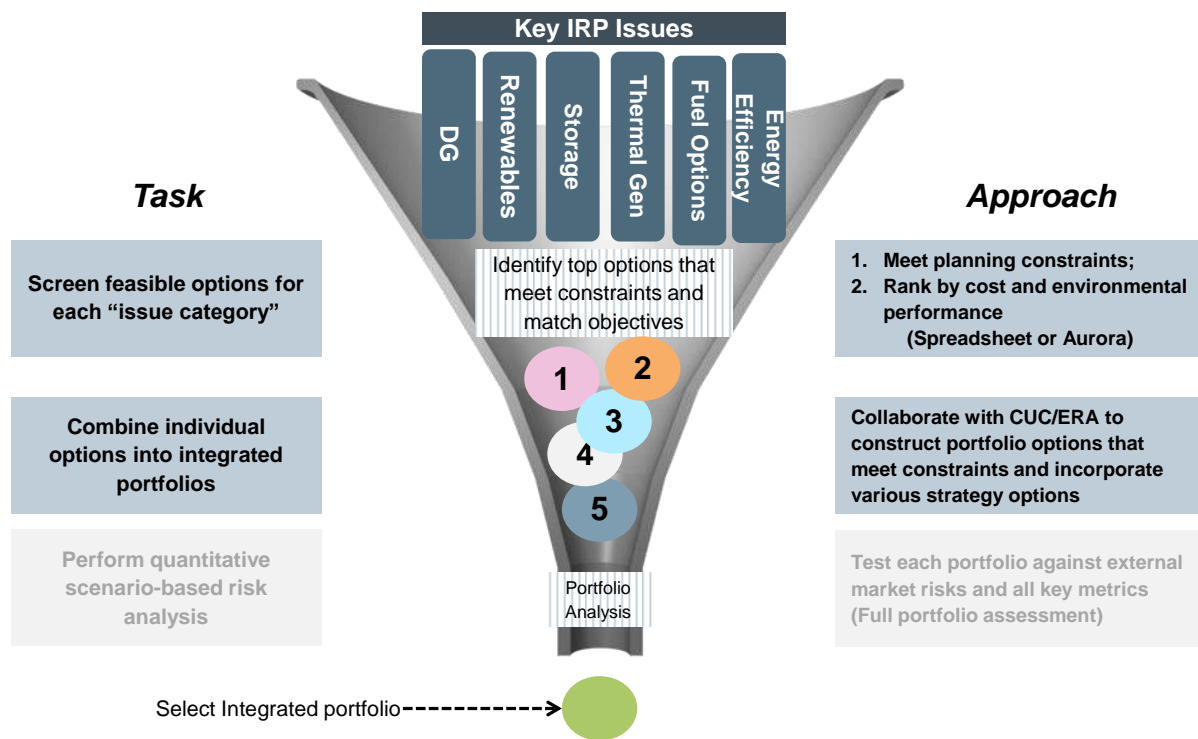 Key IRP Issues
DG
Renewables
Storage
Thermal Gen
Fuel Options
Energy
Efficiency
Task
Approach
Screen feasible options for
each “issue category”
Identify top options that
meet constraints and
match objectives
1. Meet planning constraints;
2. Rank by cost and environmental
performance
(Spreadsheet or Aurora)
1
2
3
4
5
Combine individual
options into integrated
portfolios
Collaborate with CUC/ERA to
construct portfolio options that
meet constraints and incorporate
various strategy options
Perform quantitative
scenario-based risk
analysis
Portfolio
Analysis
Test each portfolio against external
market risks and all key metrics
(Full portfolio assessment)
Select Integrated portfolio